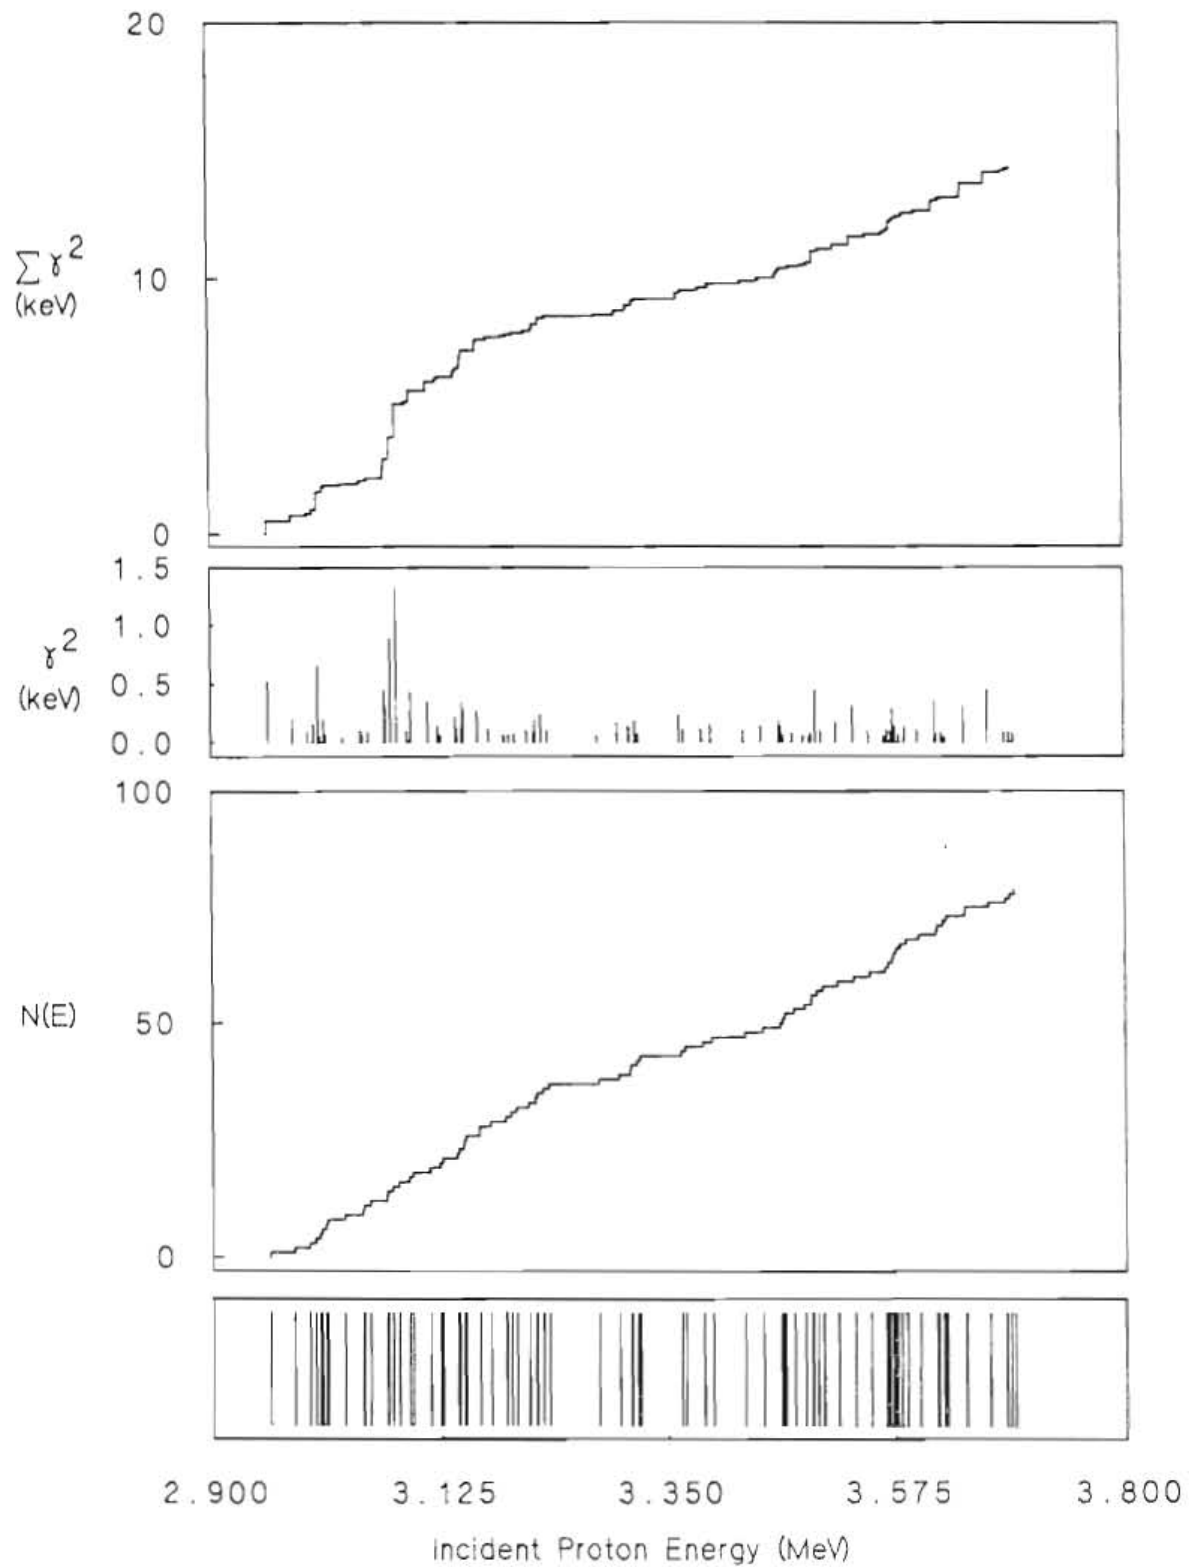 20
Σ γ²
(keV)
10
0
1.5
1.0
γ²
(keV)
0.5
0.0
100
N(E)
50
0
2.900 3.125 3.350 3.575 3.800
Incident Proton Energy (MeV)